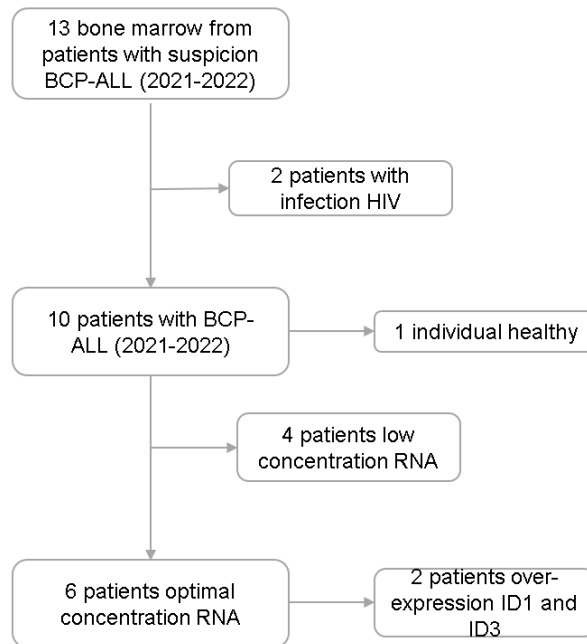 13 bone marrow from
patients with suspicion
BCP-ALL (2021-2022)
2 patients with
infection HIV
10 patients with BCP-
ALL (2021-2022)
1 individual healthy
4 patients low
concentration RNA
6 patients optimal
concentration RNA
2 patients over-
expression ID1 and
ID3